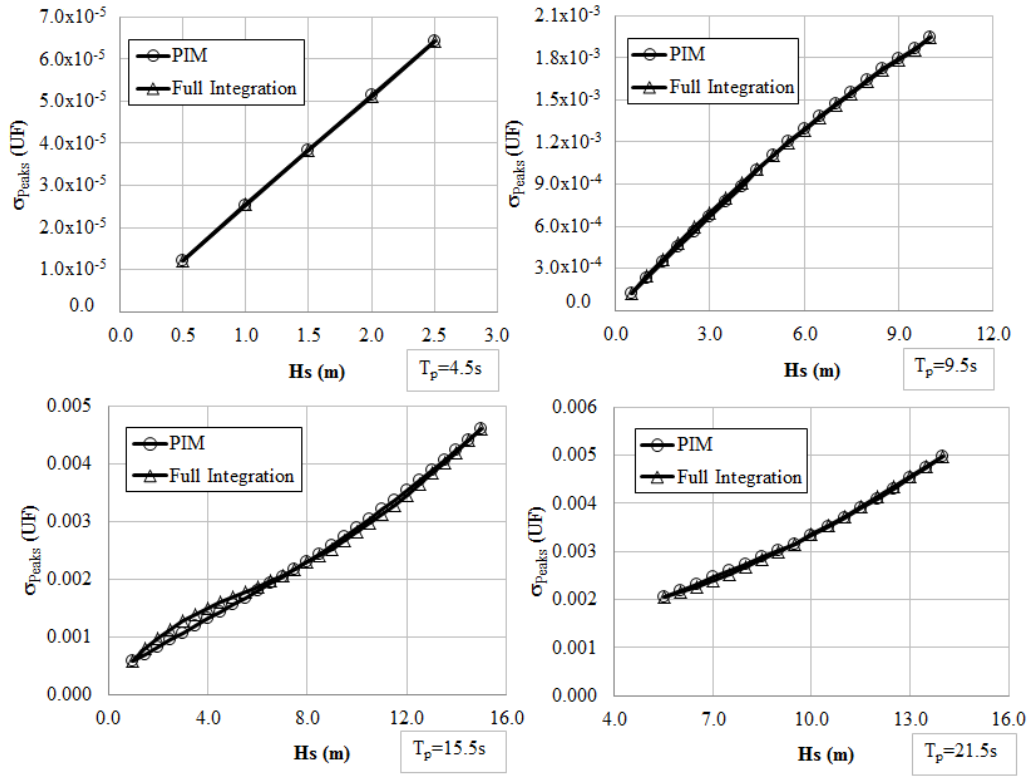 7.0x10⁻⁵
6.0x10⁻⁵
5.0x10⁻⁵
4.0x10⁻⁵
3.0x10⁻⁵
2.0x10⁻⁵
1.0x10⁻⁵
0.0
σPeaks (UF)
PIM
Full Integration
0.0 0.5 1.0 1.5 2.0 2.5 3.0
Hs (m)
Tp=4.5s
2.1x10⁻³
1.8x10⁻³
1.5x10⁻³
1.2x10⁻³
9.0x10⁻⁴
6.0x10⁻⁴
3.0x10⁻⁴
0.0
σPeaks (UF)
PIM
Full Integration
0.0 3.0 6.0 9.0 12.0
Hs (m)
Tp=9.5s
0.005
0.004
0.003
0.002
0.001
0.000
σPeaks (UF)
PIM
Full Integration
0.0 4.0 8.0 12.0 16.0
Hs (m)
Tp=15.5s
0.006
0.005
0.004
0.003
0.002
0.001
0.000
σPeaks (UF)
PIM
Full Integration
4.0 7.0 10.0 13.0 16.0
Hs (m)
Tp=21.5s